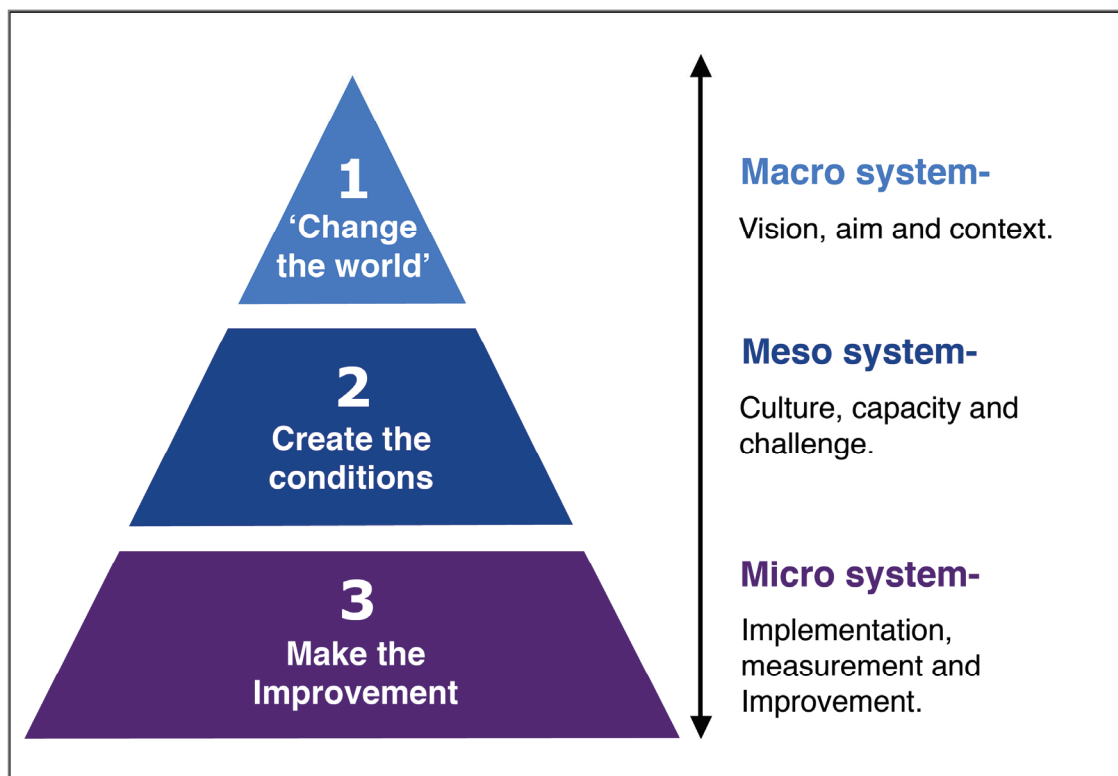 1
‘Change
the world’
Macro system-
Vision, aim and context.
2
Create the
conditions
Meso system-
Culture, capacity and
challenge.
3
Make the
Improvement
Micro system-
Implementation,
measurement and
Improvement.